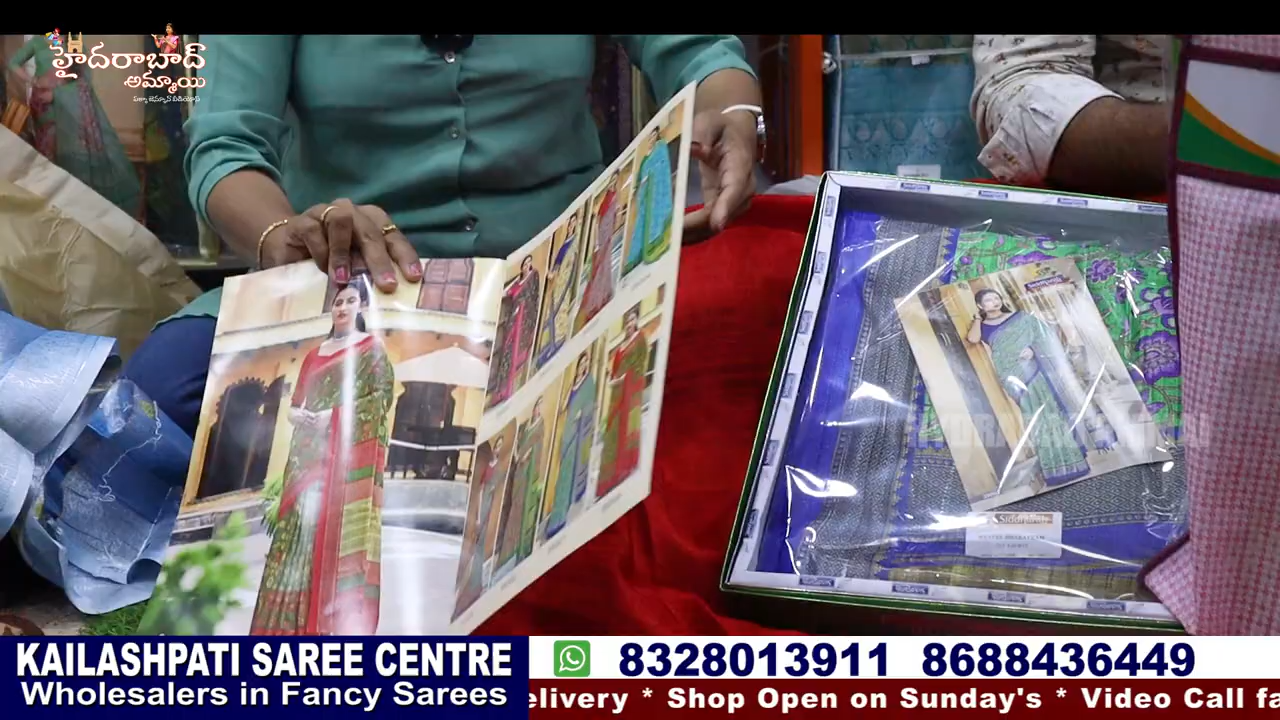 హైదరాబాద్
అమ్మాయి
Siddhanth
KAILASHPATI SAREE CENTRE
Wholesalers in Fancy Sarees
8328013911 8688436449
elivery * Shop Open on Sunday's * Video Call fa